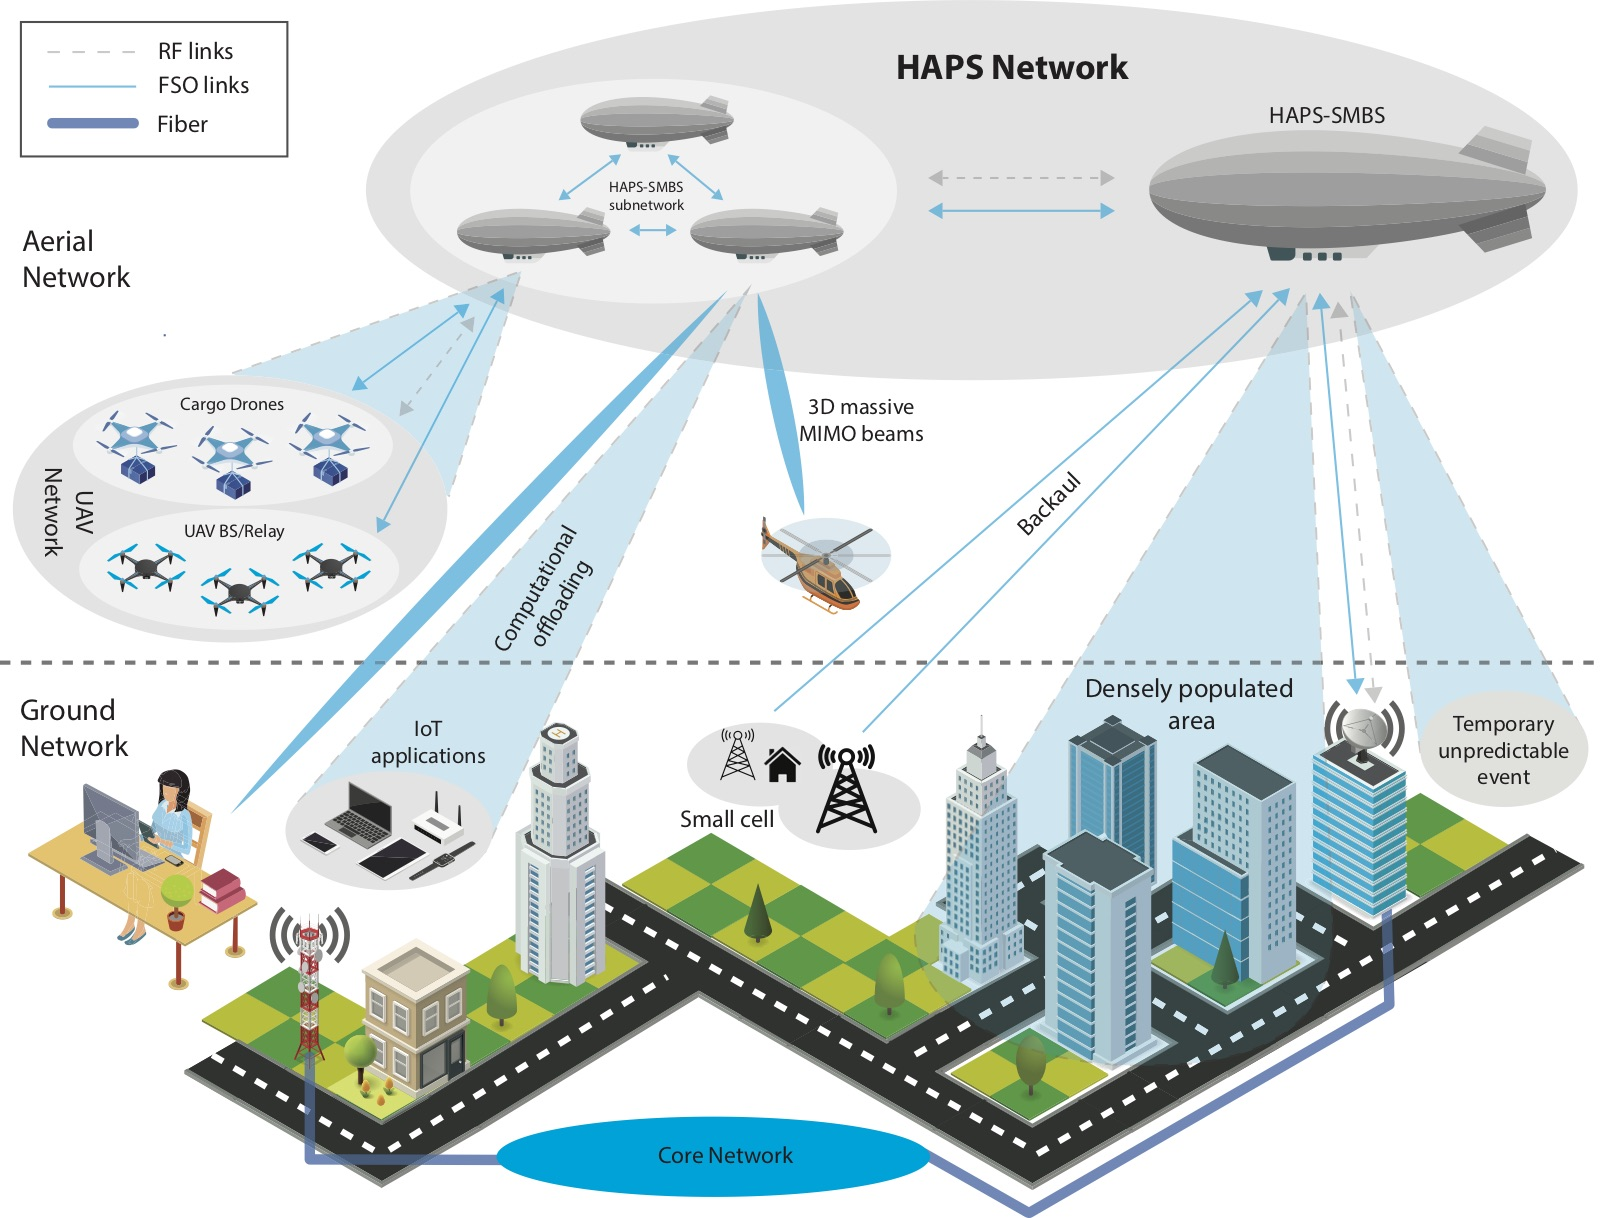 RF links
FSO links
Fiber
HAPS Network
HAPS-SMBS
HAPS-SMBS
subnetwork
Aerial
Network
Cargo Drones
UAV
Network
UAV BS/Relay
3D massive
MIMO beams
Computational
offloading
Backaul
Ground
Network
IoT
applications
Small cell
Densely populated
area
Temporary
unpredictable
event
H
Core Network